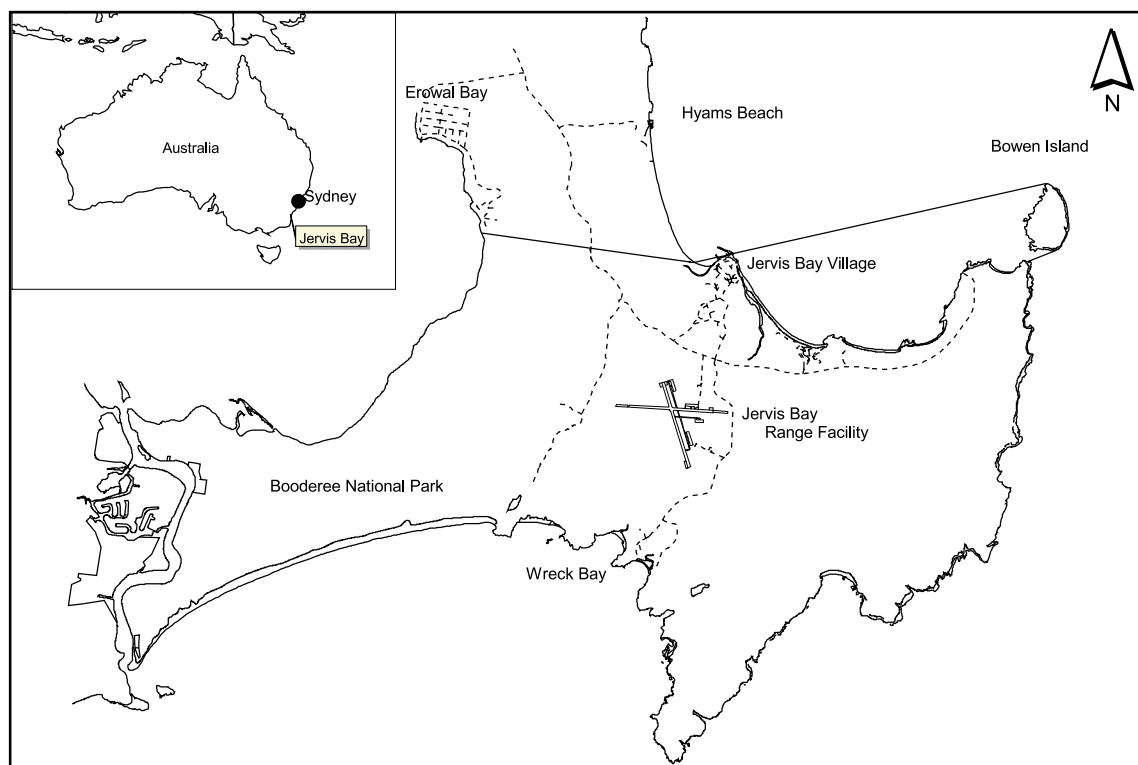 Australia
Sydney
Jervis Bay
Erowal Bay
Hyams Beach
N
Bowen Island
Jervis Bay Village
Jervis Bay
Range Facility
Booderee National Park
Wreck Bay